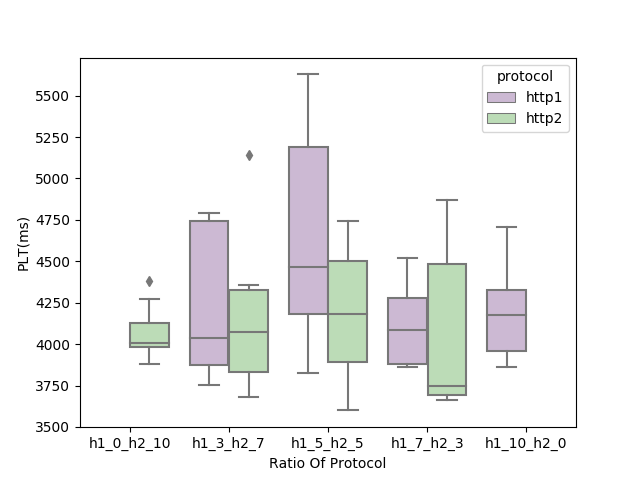 protocol
http1
http2
PLT(ms)
5500
5250
5000
4750
4500
4250
4000
3750
3500
h1_0_h2_10 h1_3_h2_7 h1_5_h2_5 h1_7_h2_3 h1_10_h2_0
Ratio Of Protocol